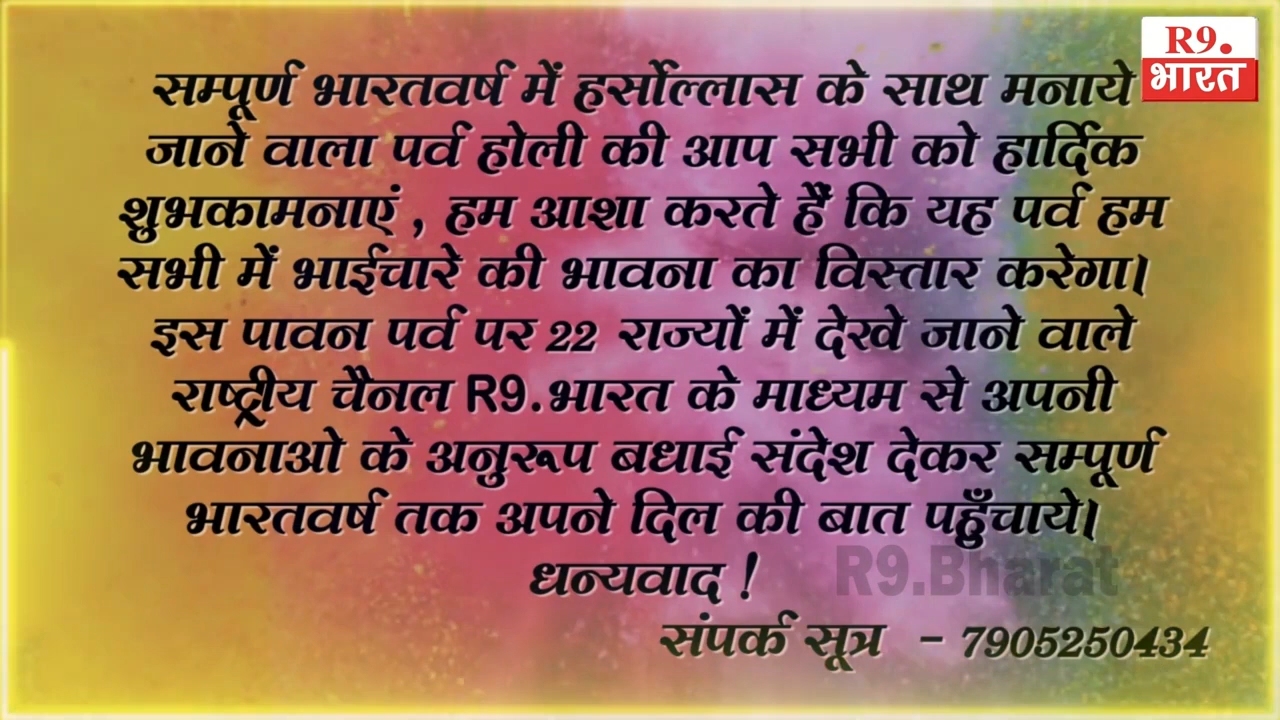 R9.
भारत
सम्पूर्ण भारतवर्ष में हर्सोल्लास के साथ मनाये
जाने वाला पर्व होली की आप सभी को हार्दिक
शुभकामनाएं , हम आशा करते हैं कि यह पर्व हम
सभी में भाईचारे की भावना का विस्तार करेगा।
इस पावन पर्व पर 22 राज्यों में देखे जाने वाले
राष्ट्रीय चैनल R9.भारत के माध्यम से अपनी
भावनाओ के अनुरूप बधाई संदेश देकर सम्पूर्ण
भारतवर्ष तक अपने दिल की बात पहुँचाये।
धन्यवाद !
R9.Bharat
संपर्क सूत्र - 7905250434